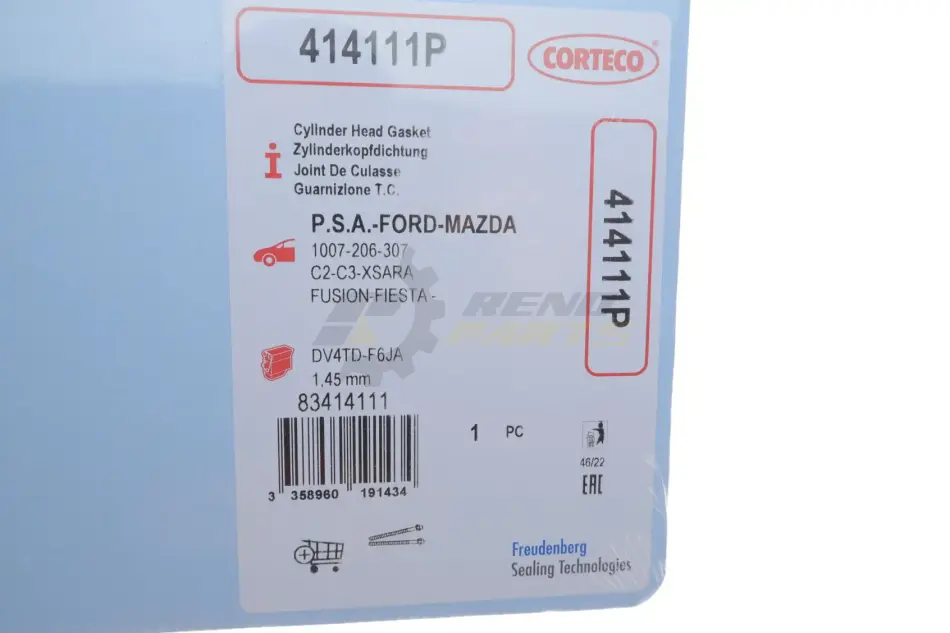 414111P
CORTECO
Cylinder Head Gasket
Zylinderkopfdichtung
Joint De Culasse
Guarnizione T.C.
P.S.A.-FORD-MAZDA
1007-206-307
C2-C3-XSARA
FUSION-FIESTA -
414111P
DV4TD-F6JA
1,45 mm
83414111
1 PC
3 358960 191434
46/22
EAC
Freudenberg
Sealing Technologies